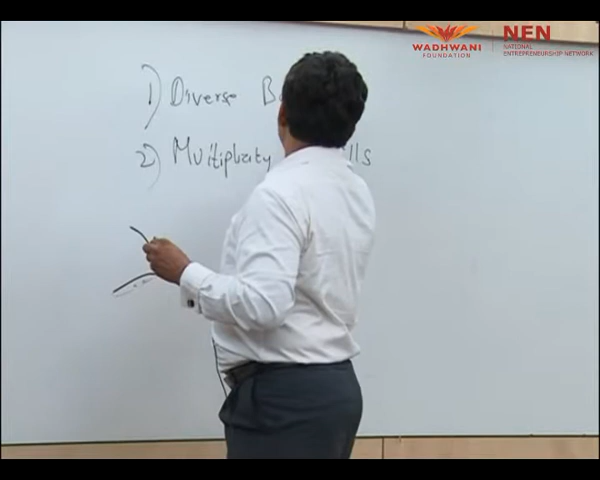 WADHWANI
FOUNDATION
NEN
NATIONAL
ENTREPRENEURSHIP NETWORK
1) Diverse
2) Multiplicity